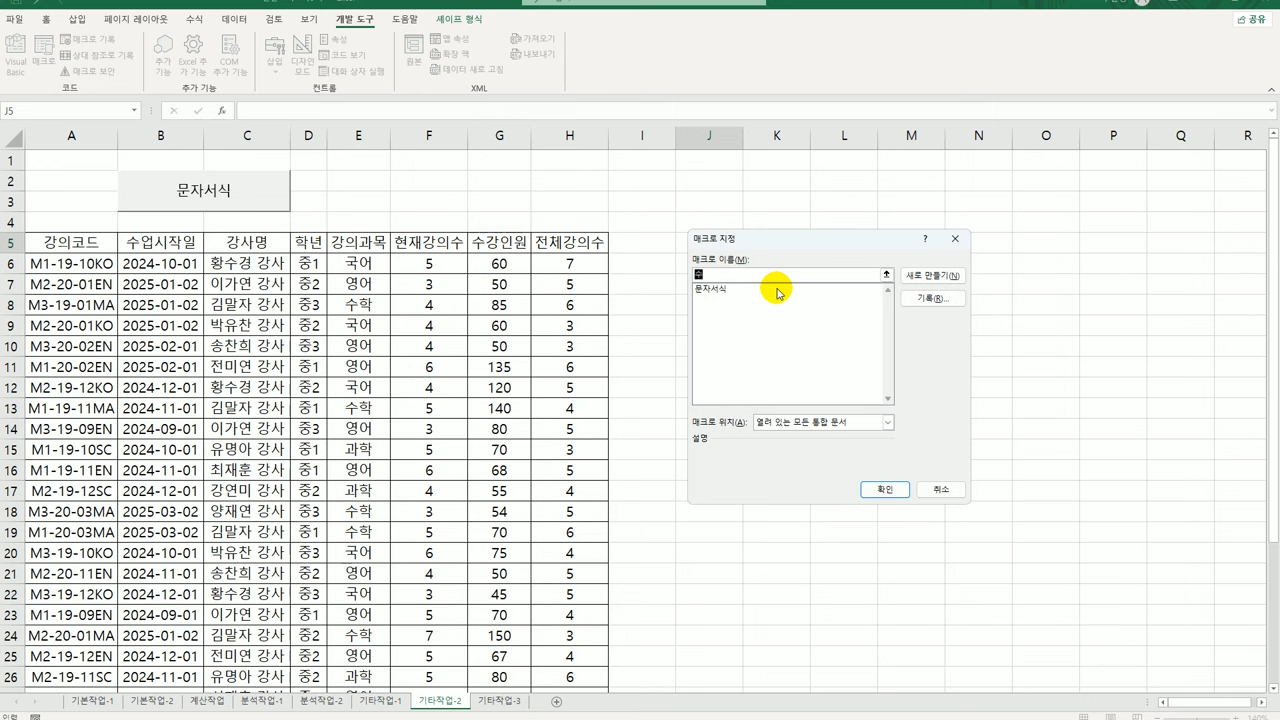 파일 홈 삽입 페이지 레이아웃 수식 데이터 검토 보기 개발 도구 도움말 셰이프 형식 공유
Visual Basic
매크로
매크로 기록
상대 참조로 기록
매크로 보안
코드
추가 기능
Excel 추가 기능
COM 추가 기능
추가 기능
삽입
디자인 모드
속성
코드 보기
대화 상자 실행
컨트롤
원본
맵 속성
확장 팩
데이터 새로 고침
가져오기
내보내기
XML
J5
fx
A B C D E F G H I J K L M N O P Q R
1
2
문자서식
3
4
5 강의코드 수업시작일 강사명 학년 강의과목 현재강의수 수강인원 전체강의수
6 M1-19-10KO 2024-10-01 황수경 강사 중1 국어 5 60 7
7 M2-20-01EN 2025-01-02 이가연 강사 중2 영어 3 50 5
8 M3-19-01MA 2025-01-02 김말자 강사 중3 수학 4 85 6
9 M2-20-01KO 2025-01-02 박유찬 강사 중2 국어 4 60 3
10 M3-20-02EN 2025-02-01 송찬희 강사 중3 영어 4 50 3
11 M1-20-02EN 2025-02-01 전미연 강사 중1 영어 6 135 6
12 M2-19-12KO 2024-12-01 황수경 강사 중2 국어 4 120 5
13 M1-19-11MA 2024-11-01 김말자 강사 중1 수학 5 140 4
14 M3-19-09EN 2024-09-01 이가연 강사 중3 영어 3 80 5
15 M1-19-10SC 2024-10-01 유명아 강사 중1 과학 5 70 3
16 M1-19-11EN 2024-11-01 최재훈 강사 중1 영어 6 68 5
17 M2-19-12SC 2024-12-01 강연미 강사 중2 과학 4 55 4
18 M3-20-03MA 2025-03-02 양재연 강사 중3 수학 3 54 5
19 M1-20-03MA 2025-03-02 김말자 강사 중1 수학 5 70 6
20 M3-19-10KO 2024-10-01 박유찬 강사 중3 국어 6 75 4
21 M2-20-11EN 2024-11-01 송찬희 강사 중2 영어 4 50 5
22 M3-19-12KO 2024-12-01 황수경 강사 중3 국어 3 45 5
23 M1-19-09EN 2024-09-01 이가연 강사 중1 영어 5 70 4
24 M2-20-01MA 2025-01-02 김말자 강사 중2 수학 7 150 3
25 M2-19-12EN 2024-12-01 전미연 강사 중2 영어 5 67 4
26 M2-19-11SC 2024-11-01 유명아 강사 중2 과학 5 80 6
매크로 지정 ?
매크로 이름(M):
문자서식
새로 만들기(N)
기록(R)...
매크로 위치(A): 열려 있는 모든 통합 문서
설명
확인 취소
기본작업-1 기본작업-2 계산작업 분석작업-1 분석작업-2 기타작업-1 기타작업-2 기타작업-3
입력
140%